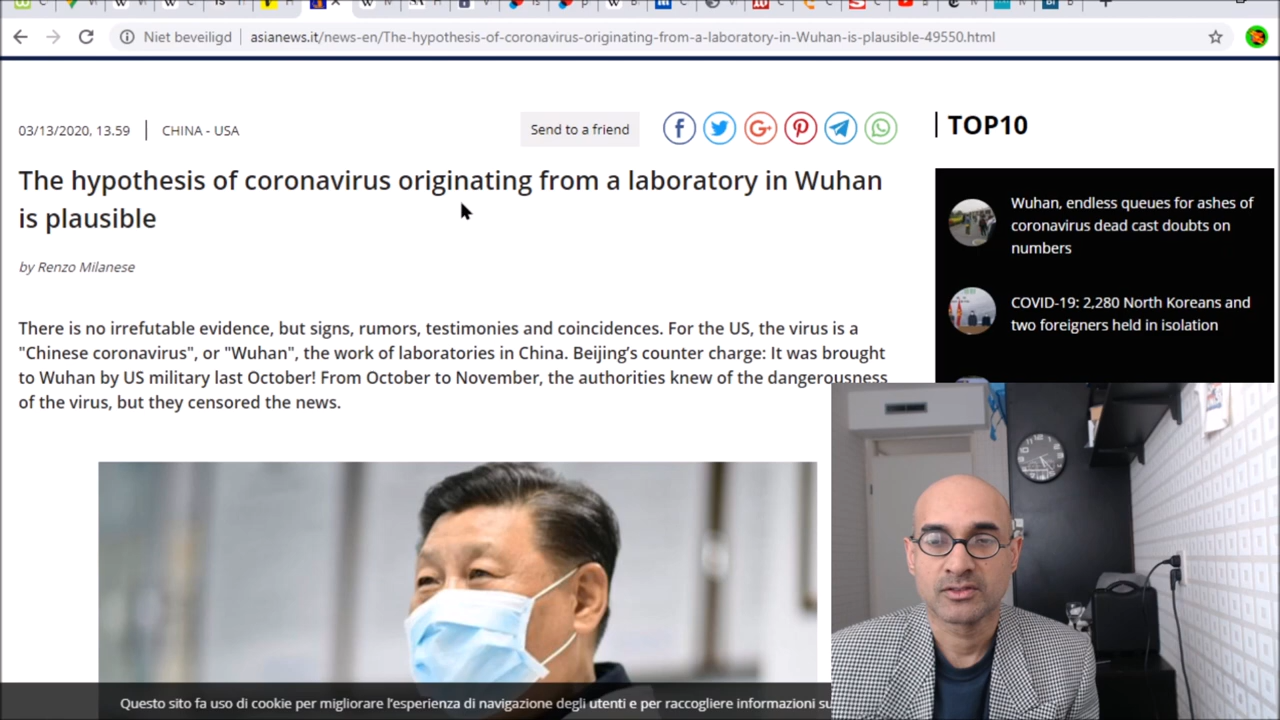 Niet beveiligd
asianews.it/news-en/The-hypothesis-of-coronavirus-originating-from-a-laboratory-in-Wuhan-is-plausible-49550.html
03/13/2020, 13.59
CHINA - USA
Send to a friend
The hypothesis of coronavirus originating from a laboratory in Wuhan
is plausible
by Renzo Milanese
There is no irrefutable evidence, but signs, rumors, testimonies and coincidences. For the US, the virus is a
"Chinese coronavirus", or "Wuhan", the work of laboratories in China. Beijing’s counter charge: It was brought
to Wuhan by US military last October! From October to November, the authorities knew of the dangerousness
of the virus, but they censored the news.
TOP10
Wuhan, endless queues for ashes of
coronavirus dead cast doubts on
numbers
COVID-19: 2,280 North Koreans and
two foreigners held in isolation
Questo sito fa uso di cookie per migliorare l’esperienza di navigazione degli utenti e per raccogliere informazioni su